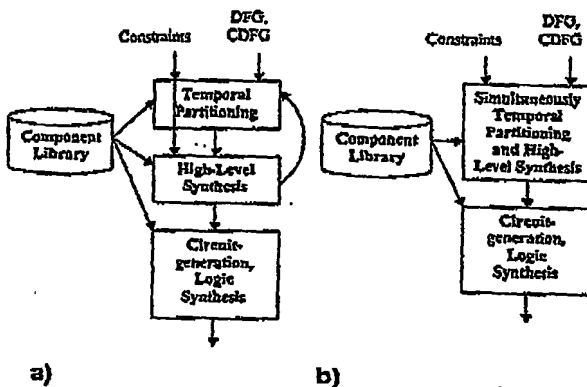 Constraints
DFG,
CDFG
Temporal
Partitioning
Component
Library
High-Level
Synthesis
Circuit-
generation,
Logic
Synthesis
a)
Constraints
DFG,
CDFG
Simultaneously
Temporal
Partitioning
and High-
Level Synthesis
Component
Library
Circuit-
generation,
Logic
Synthesis
b)